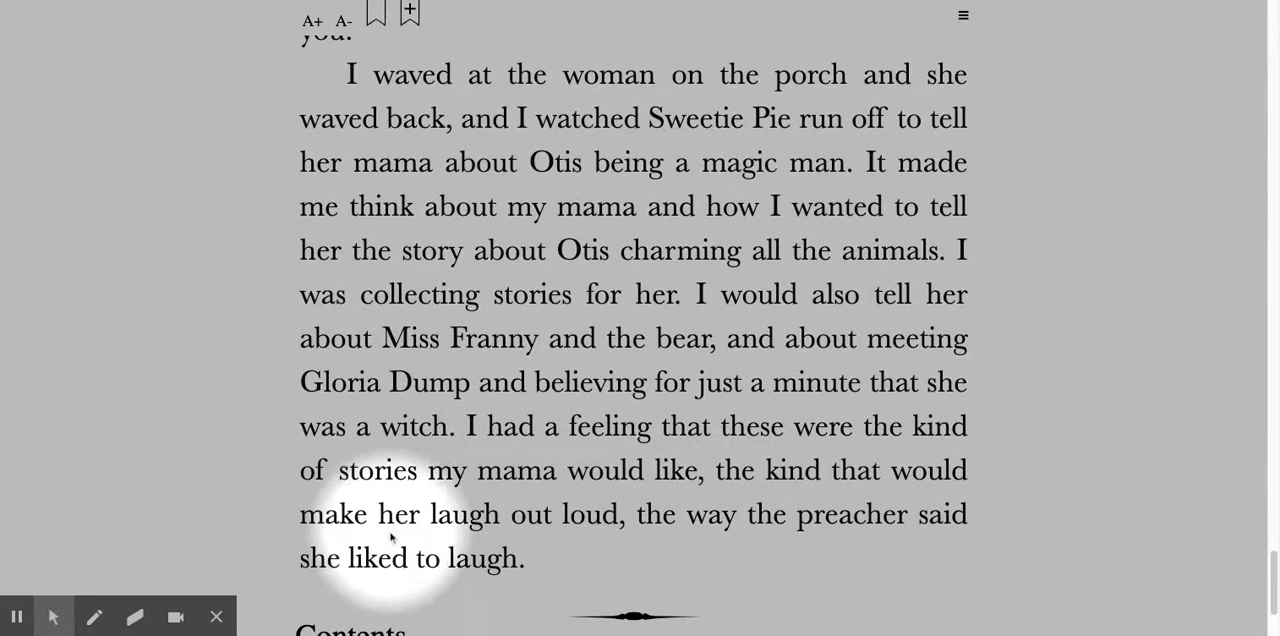 A+ A-
you.
I waved at the woman on the porch and she
waved back, and I watched Sweetie Pie run off to tell
her mama about Otis being a magic man. It made
me think about my mama and how I wanted to tell
her the story about Otis charming all the animals. I
was collecting stories for her. I would also tell her
about Miss Franny and the bear, and about meeting
Gloria Dump and believing for just a minute that she
was a witch. I had a feeling that these were the kind
of stories my mama would like, the kind that would
make her laugh out loud, the way the preacher said
she liked to laugh.
Contents